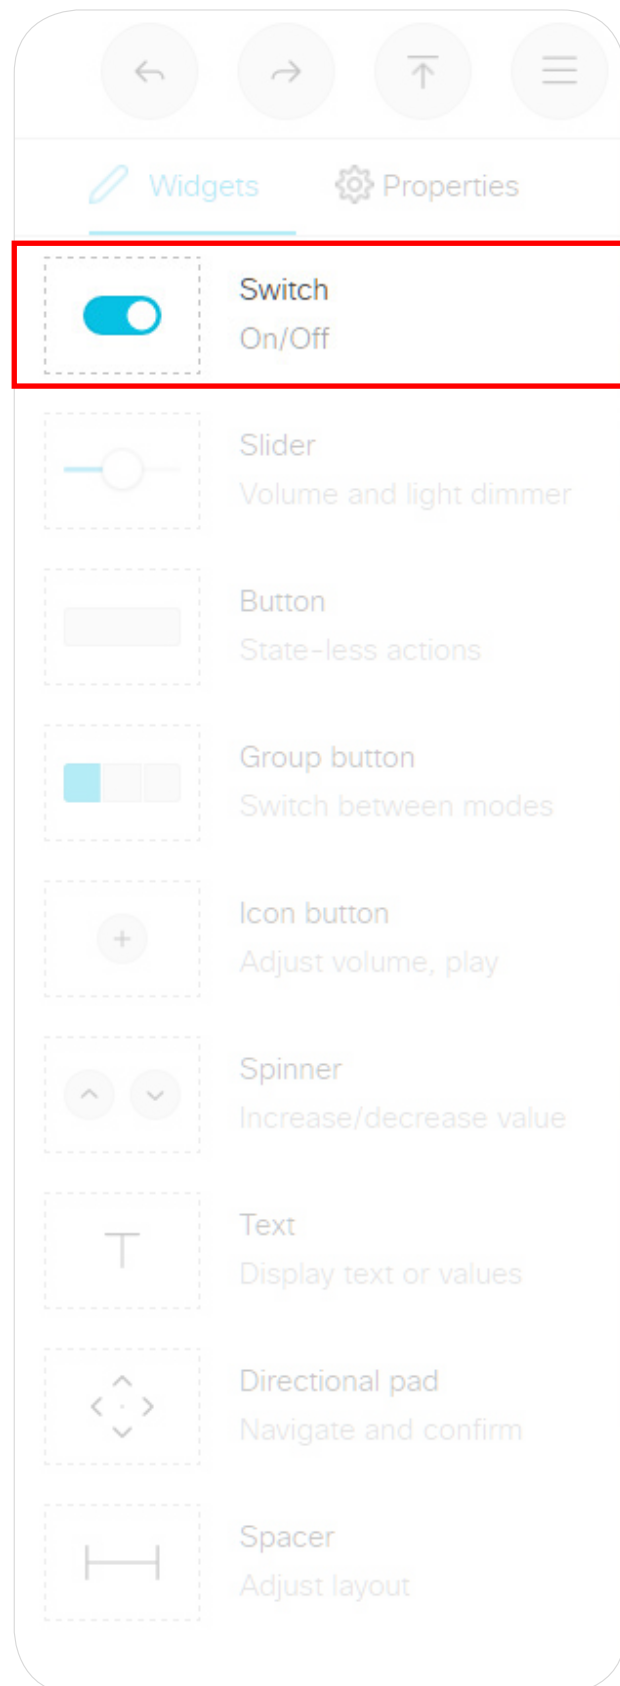 Widgets Properties
Switch
On/Off
Slider
Volume and light dimmer
Button
State-less actions
Group button
Switch between modes
Icon button
Adjust volume, play
Spinner
Increase/decrease value
Text
Display text or values
Directional pad
Navigate and confirm
Spacer
Adjust layout